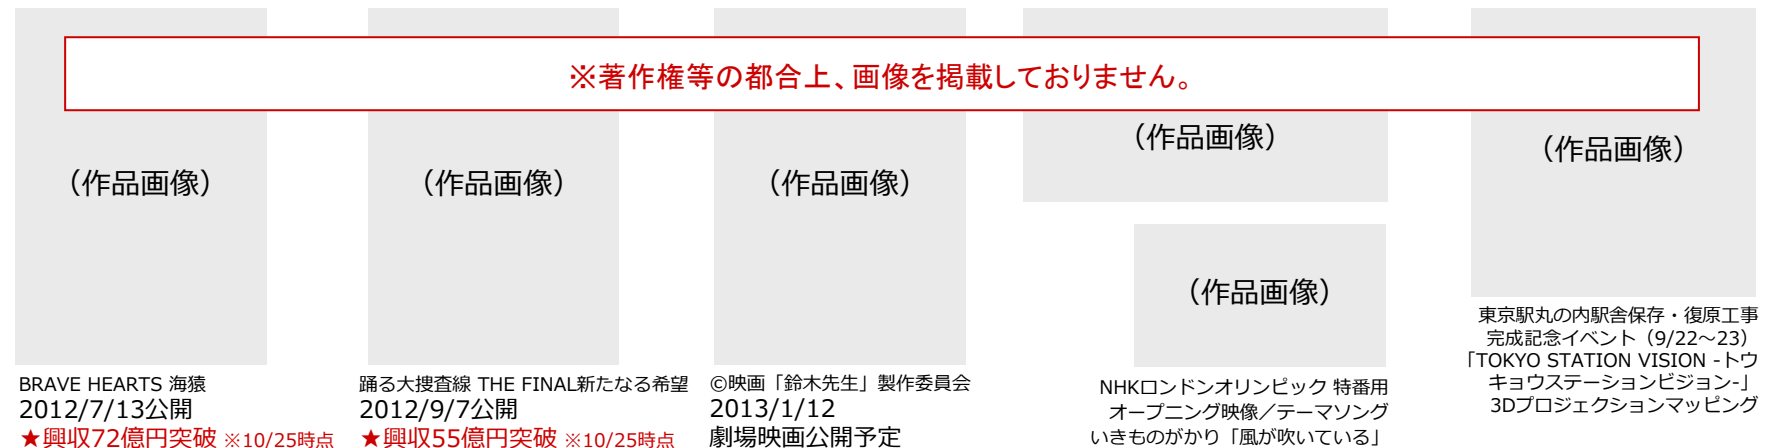 ※著作権等の都合上、画像を掲載しておりません。
（作品画像）
（作品画像）
（作品画像）
（作品画像）
（作品画像）
（作品画像）
BRAVE HEARTS 海猿
2012/7/13公開
★興収72億円突破 ※10/25時点
踊る大捜査線 THE FINAL新たなる希望
2012/9/7公開
★興収55億円突破 ※10/25時点
©映画「鈴木先生」製作委員会
2013/1/12
劇場映画公開予定
NHKロンドンオリンピック 特番用
オープニング映像／テーマソング
いきものがかり「風が吹いている」
東京駅丸の内駅舎保存・復原工事
完成記念イベント（9/22～23）
「TOKYO STATION VISION -トウ
キョウステーションビジョン-」
3Dプロジェクションマッピング